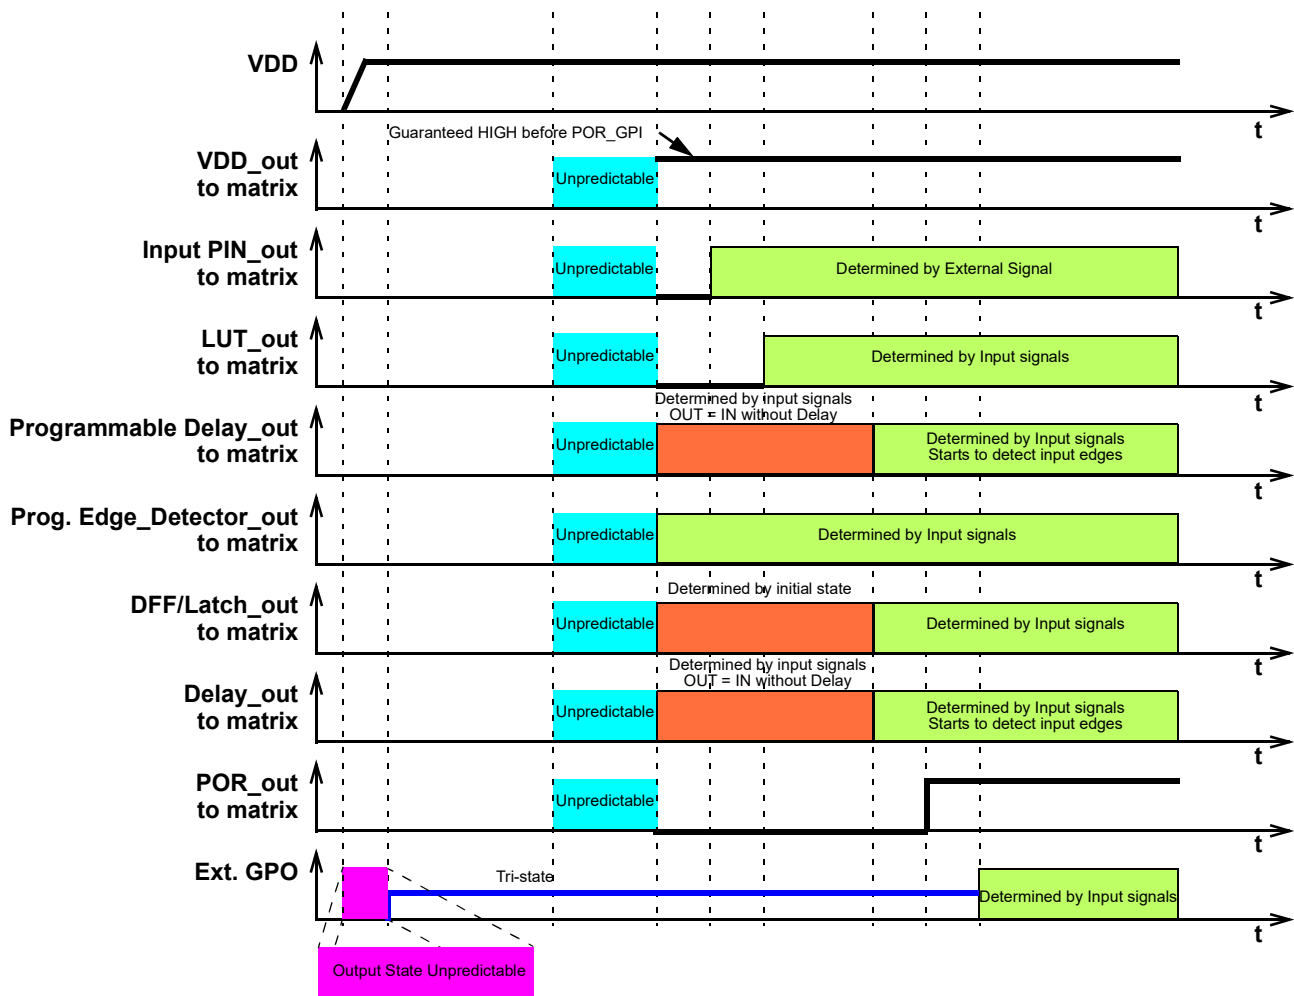 VDD
t
Guaranteed HIGH before POR_GPI
VDD_out
to matrix
Unpredictable
t
Input PIN_out
to matrix
Unpredictable
Determined by External Signal
t
LUT_out
to matrix
Unpredictable
Determined by Input signals
t
Determined by input signals
OUT = IN without Delay
Programmable Delay_out
to matrix
Unpredictable
Determined by Input signals
Starts to detect input edges
t
Prog. Edge_Detector_out
to matrix
Unpredictable
Determined by Input signals
t
Determined by initial state
DFF/Latch_out
to matrix
Unpredictable
Determined by Input signals
t
Determined by input signals
OUT = IN without Delay
Delay_out
to matrix
Unpredictable
Determined by Input signals
Starts to detect input edges
t
POR_out
to matrix
Unpredictable
t
Ext. GPO
Tri-state
Determined by Input signals
t
Output State Unpredictable